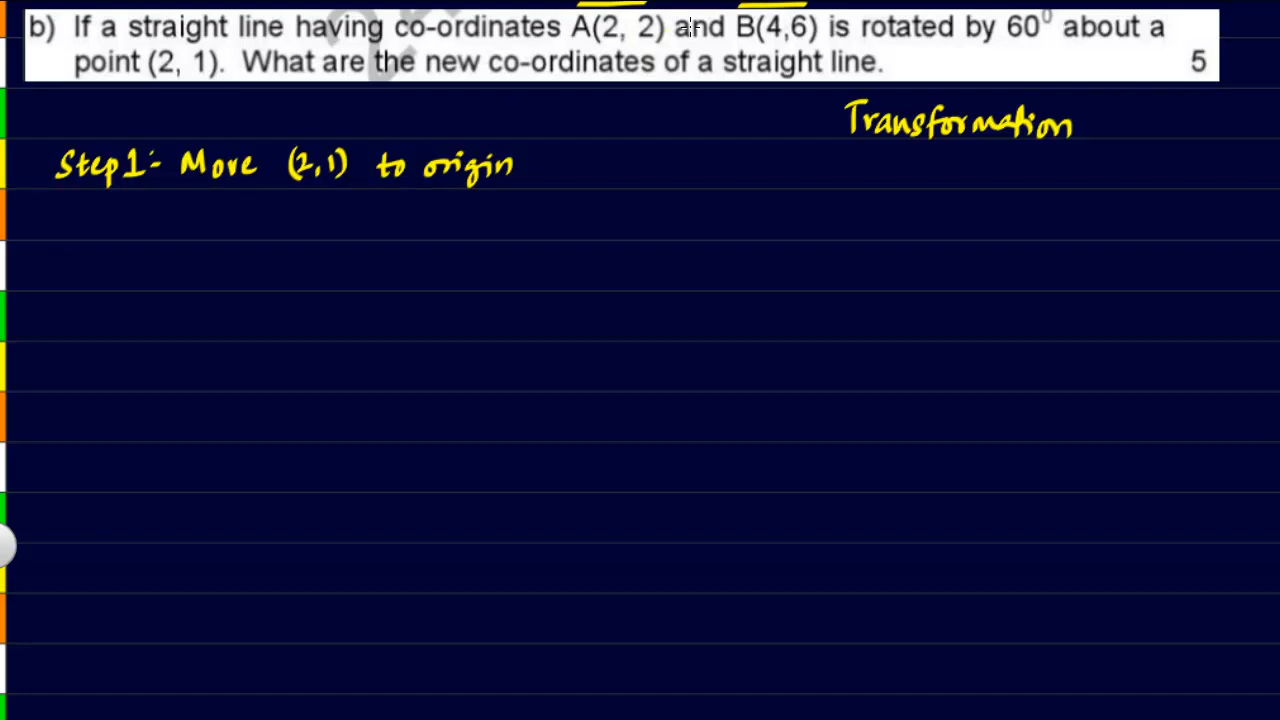 b) If a straight line having co-ordinates A(2, 2) and B(4,6) is rotated by 60⁰ about a
point (2, 1). What are the new co-ordinates of a straight line. 5
Transformation
Step1:- Move (2,1) to origin